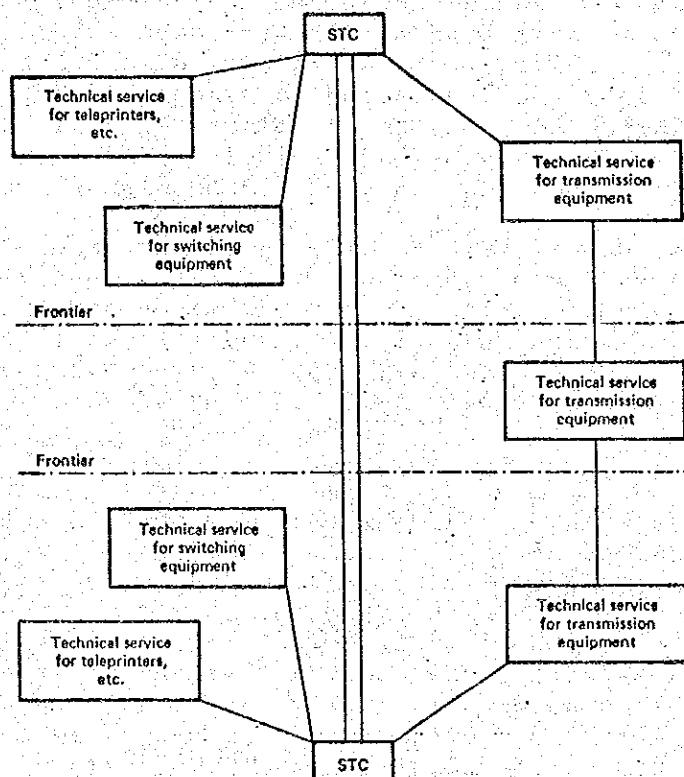 STC
Technical service
for teleprinters,
etc.
Technical service
for transmission
equipment
Technical service
for switching
equipment
Frontier
Technical service
for transmission
equipment
Frontier
Technical service
for switching
equipment
Technical service
for transmission
equipment
Technical service
for teleprinters,
etc.
STC